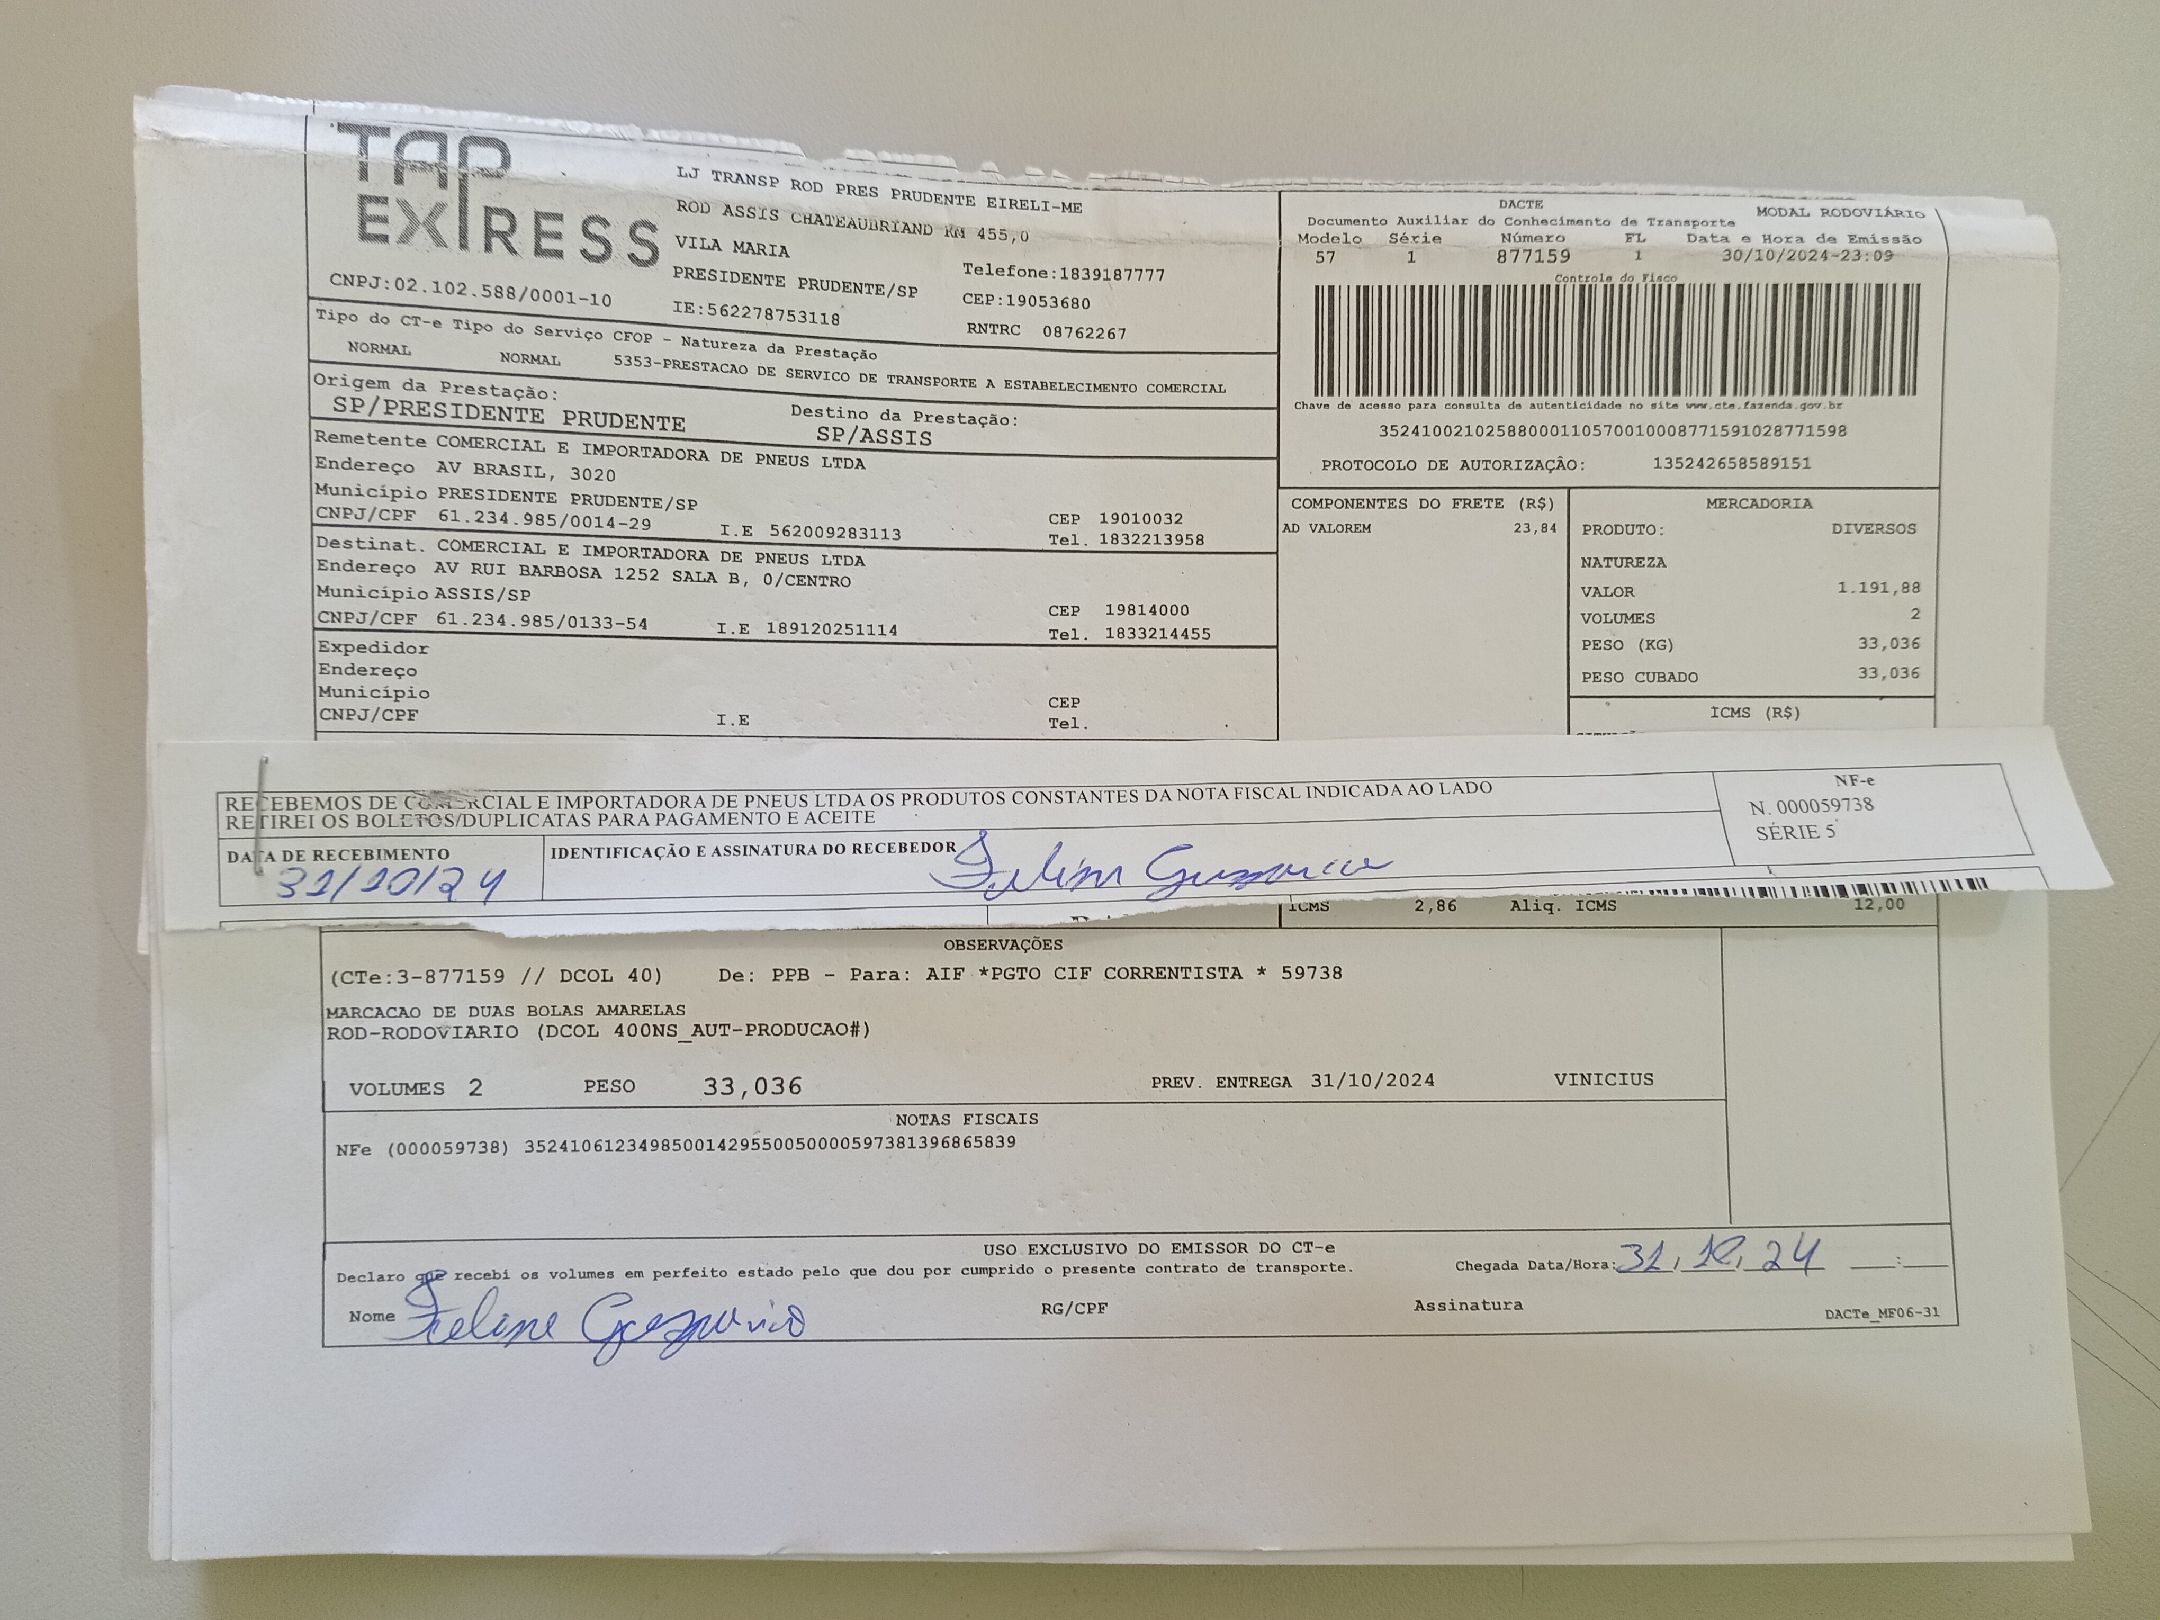 TAP
EXPRESS
CNPJ:02.102.588/0001-10
LJ TRANSP ROD PRES PRUDENTE EIRELI-ME
ROD ASSIS CHATEAUBRIAND KM 455,0
VILA MARIA
PRESIDENTE PRUDENTE/SP
IE:562278753118
Telefone:1839187777
CEP:19053680
RNTRC 08762267
DACTE
MODAL RODOVIÁRIO
Documento Auxiliar do Conhecimento de Transporte
Modelo Série Número FL Data e Hora de Emissão
57 1 877159 1 30/10/2024-23:09
Controle do Fisco
Chave de acesso para consulta de autenticidade no site www.cte.fazenda.gov.br
35241002102588000110570010008771591028771598
PROTOCOLO DE AUTORIZAÇÃO: 135242658589151
Tipo do CT-e Tipo do Serviço CFOP - Natureza da Prestação
NORMAL NORMAL 5353-PRESTACAO DE SERVICO DE TRANSPORTE A ESTABELECIMENTO COMERCIAL
Origem da Prestação: Destino da Prestação:
SP/PRESIDENTE PRUDENTE SP/ASSIS
Remetente COMERCIAL E IMPORTADORA DE PNEUS LTDA
Endereço AV BRASIL, 3020
Município PRESIDENTE PRUDENTE/SP CEP 19010032
CNPJ/CPF 61.234.985/0014-29 I.E 562009283113 Tel. 1832213958
Destinat. COMERCIAL E IMPORTADORA DE PNEUS LTDA
Endereço AV RUI BARBOSA 1252 SALA B, 0/CENTRO
Município ASSIS/SP CEP 19814000
CNPJ/CPF 61.234.985/0133-54 I.E 189120251114 Tel. 1833214455
Expedidor
Endereço
Município CEP
CNPJ/CPF I.E Tel.
COMPONENTES DO FRETE (R$)
AD VALOREM 23,84
MERCADORIA
PRODUTO: DIVERSOS
NATUREZA
VALOR 1.191,88
VOLUMES 2
PESO (KG) 33,036
PESO CUBADO 33,036
ICMS (R$)
RECEBEMOS DE COMERCIAL E IMPORTADORA DE PNEUS LTDA OS PRODUTOS CONSTANTES DA NOTA FISCAL INDICADA AO LADO
RETIREI OS BOLETOS/DUPLICATAS PARA PAGAMENTO E ACEITE
DATA DE RECEBIMENTO
31/10/24
IDENTIFICAÇÃO E ASSINATURA DO RECEBEDOR
NF-e
N. 000059738
SÉRIE 5
ICMS 2,86 Aliq. ICMS 12,00
OBSERVAÇÕES
(CTe:3-877159 // DCOL 40) De: PPB - Para: AIF *PGTO CIF CORRENTISTA * 59738
MARCACAO DE DUAS BOLAS AMARELAS
ROD-RODOVIARIO (DCOL 400NS_AUT-PRODUCAO#)
VOLUMES 2 PESO 33,036 PREV. ENTREGA 31/10/2024 VINICIUS
NOTAS FISCAIS
NFe (000059738) 35241061234985001429550050000597381396865839
USO EXCLUSIVO DO EMISSOR DO CT-e
Declaro que recebi os volumes em perfeito estado pelo que dou por cumprido o presente contrato de transporte. Chegada Data/Hora: 31, 10, 24 :
Nome RG/CPF Assinatura DACTe_MF06-31